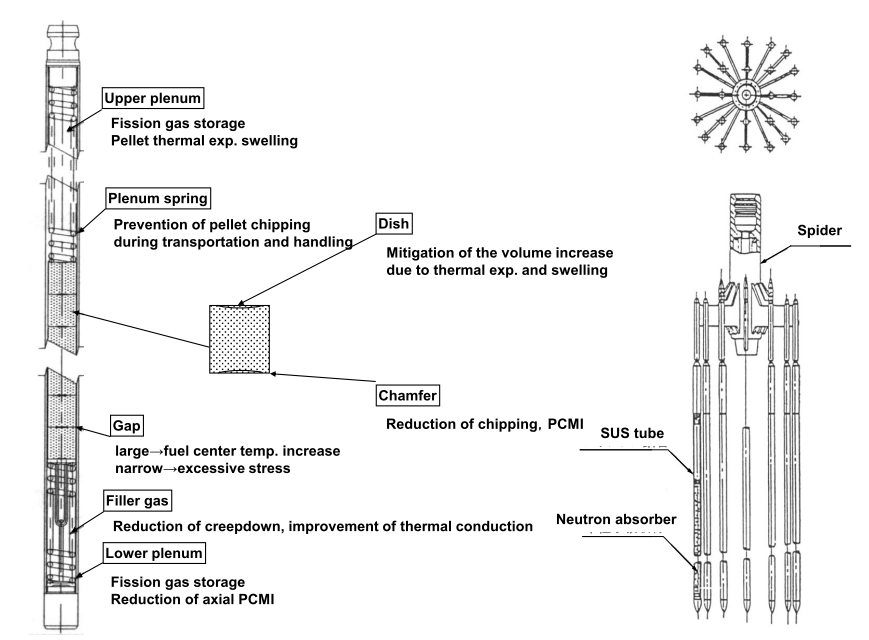 Upper plenum
Fission gas storage
Pellet thermal exp. swelling
Plenum spring
Prevention of pellet chipping
during transportation and handling
Dish
Mitigation of the volume increase
due to thermal exp. and swelling
Chamfer
Reduction of chipping, PCMI
Gap
large→fuel center temp. increase
narrow→excessive stress
Filler gas
Reduction of creepdown, improvement of thermal conduction
Lower plenum
Fission gas storage
Reduction of axial PCMI
Spider
SUS tube
Neutron absorber